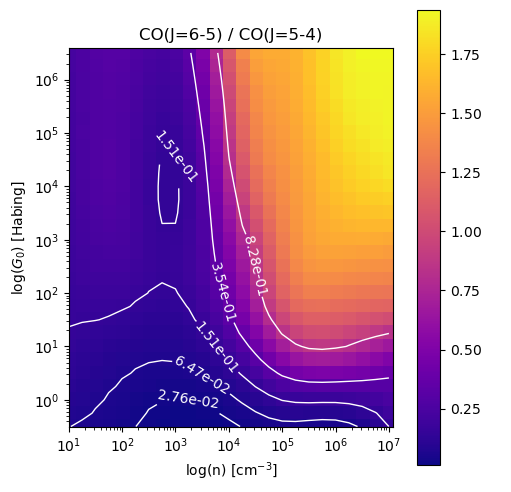 CO(J=6-5) / CO(J=5-4)
10⁶
10⁵
10⁴
10³
10²
10¹
10⁰
log(G₀) [Habing]
1.51e-01
8.28e-01
3.54e-01
1.51e-01
6.47e-02
2.76e-02
10¹ 10² 10³ 10⁴ 10⁵ 10⁶ 10⁷
log(n) [cm⁻³]
1.75
1.50
1.25
1.00
0.75
0.50
0.25